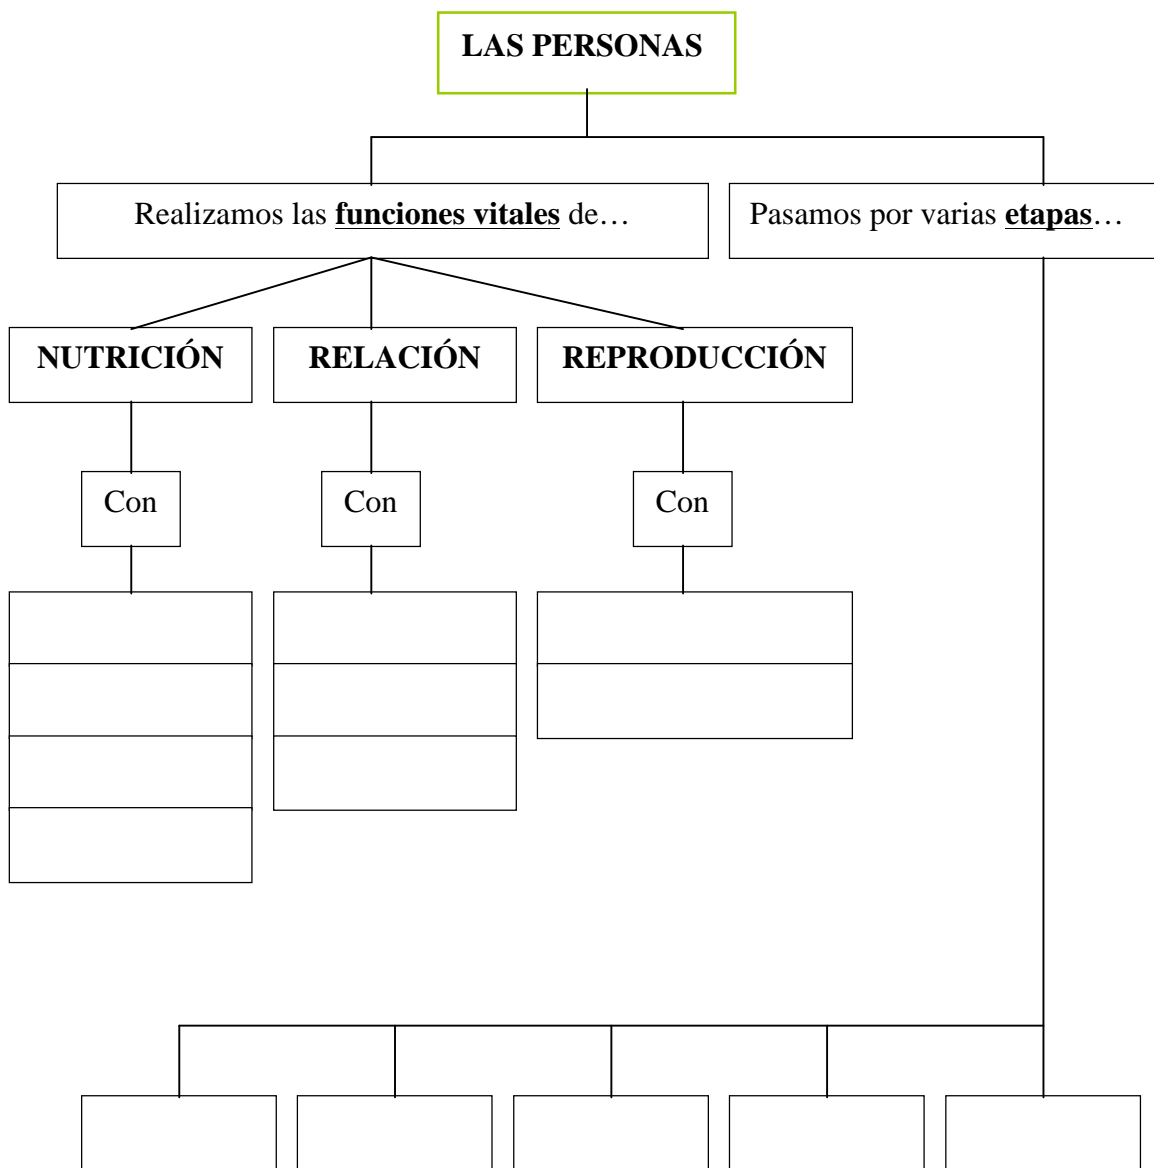 LAS PERSONAS
Realizamos las funciones vitales de…
Pasamos por varias etapas…
NUTRICIÓN
RELACIÓN
REPRODUCCIÓN
Con
Con
Con